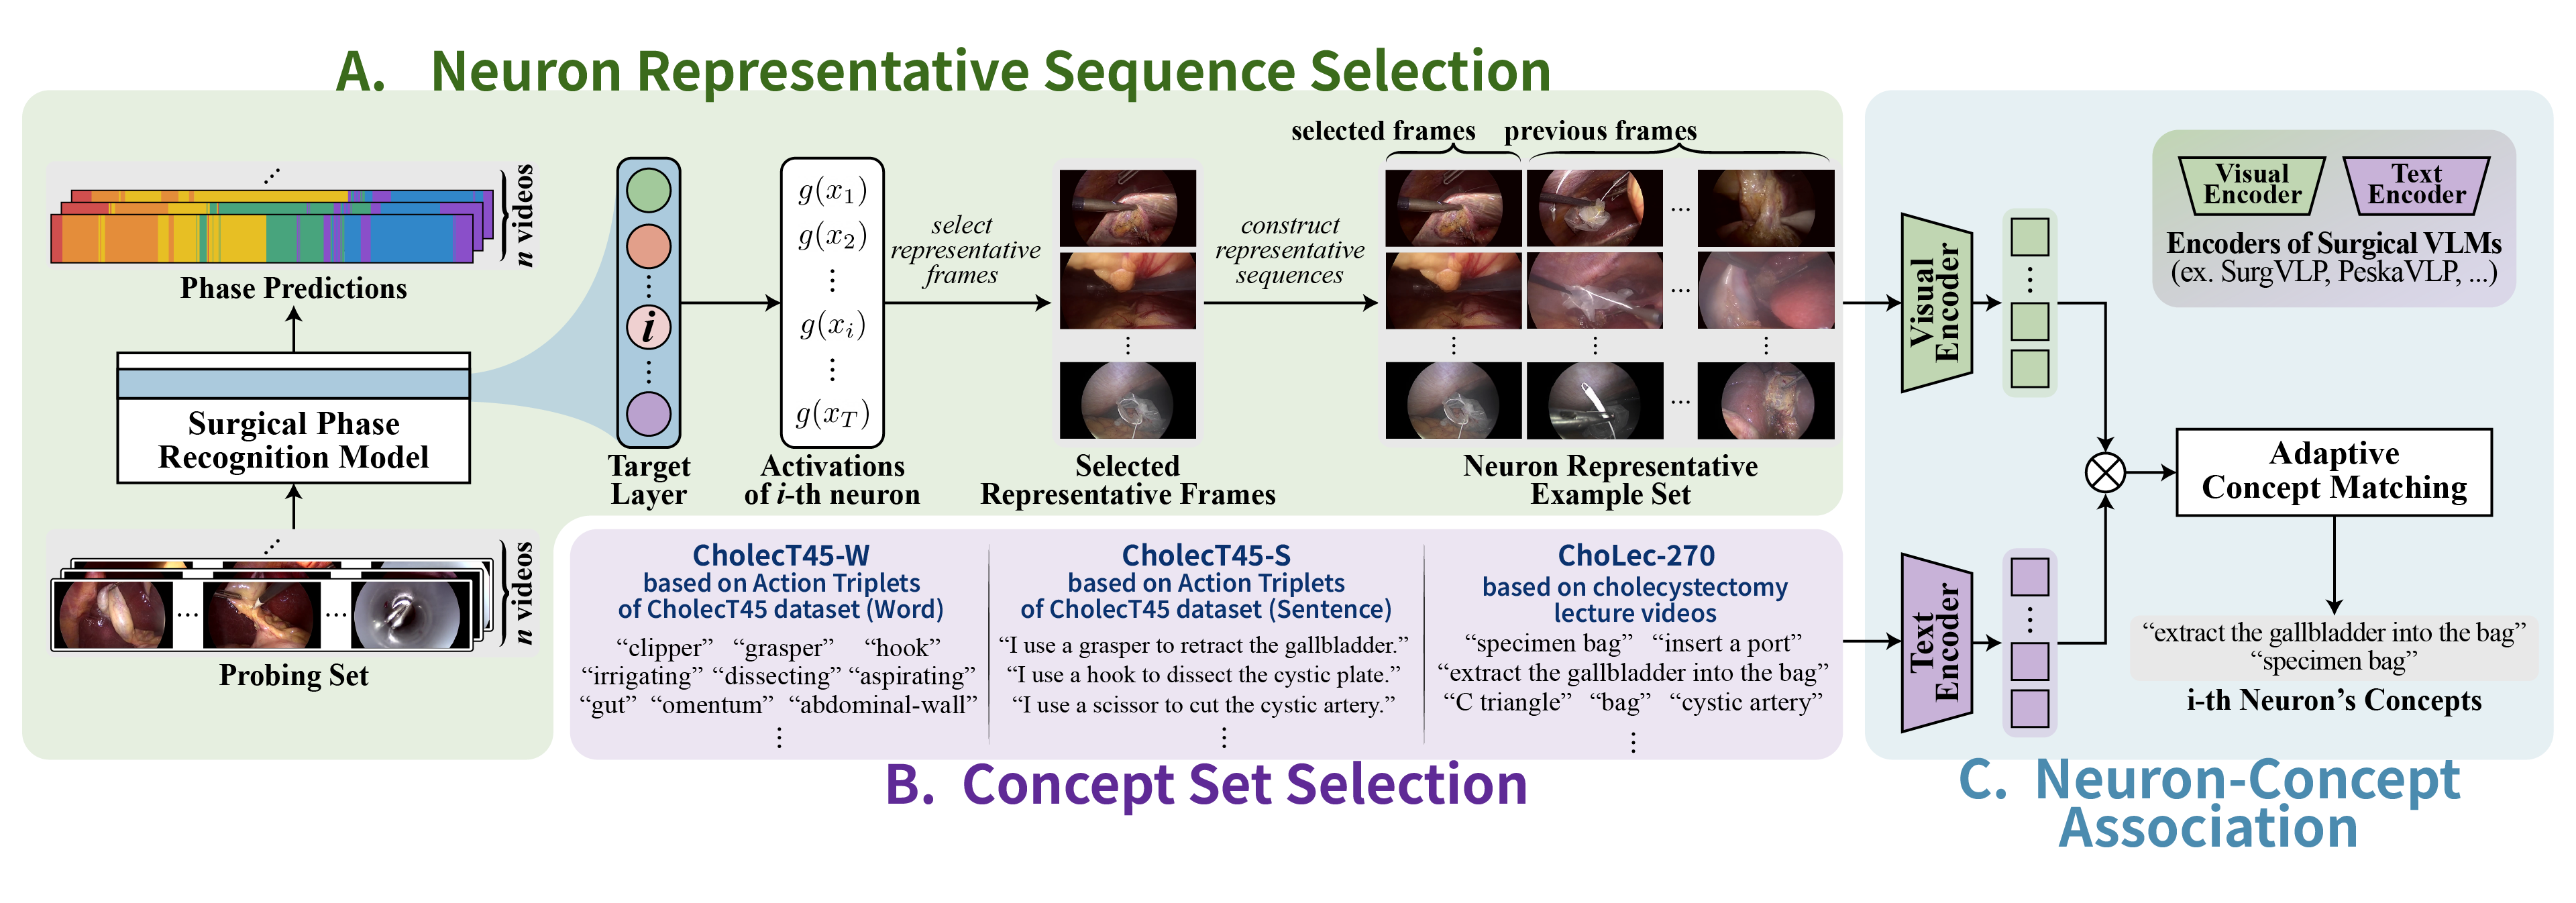 A. Neuron Representative Sequence Selection
n videos
Phase Predictions
Surgical Phase
Recognition Model
n videos
Probing Set
i
Target
Layer
g(x₁)
g(x₂)
g(xᵢ)
g(x_T)
Activations
of i-th neuron
select
representative
frames
Selected
Representative Frames
construct
representative
sequences
selected frames
previous frames
Neuron Representative
Example Set
CholecT45-W
based on Action Triplets
of CholecT45 dataset (Word)
“clipper” “grasper” “hook”
“irrigating” “dissecting” “aspirating”
“gut” “omentum” “abdominal-wall”
CholecT45-S
based on Action Triplets
of CholecT45 dataset (Sentence)
“I use a grasper to retract the gallbladder.”
“I use a hook to dissect the cystic plate.”
“I use a scissor to cut the cystic artery.”
ChoLec-270
based on cholecystectomy
lecture videos
“specimen bag” “insert a port”
“extract the gallbladder into the bag”
“C triangle” “bag” “cystic artery”
B. Concept Set Selection
Visual
Encoder
Text
Encoder
Encoders of Surgical VLMs
(ex. SurgVLP, PeskaVLP, ...)
Visual
Encoder
Text
Encoder
Adaptive
Concept Matching
“extract the gallbladder into the bag”
“specimen bag”
i-th Neuron’s Concepts
C. Neuron-Concept
Association